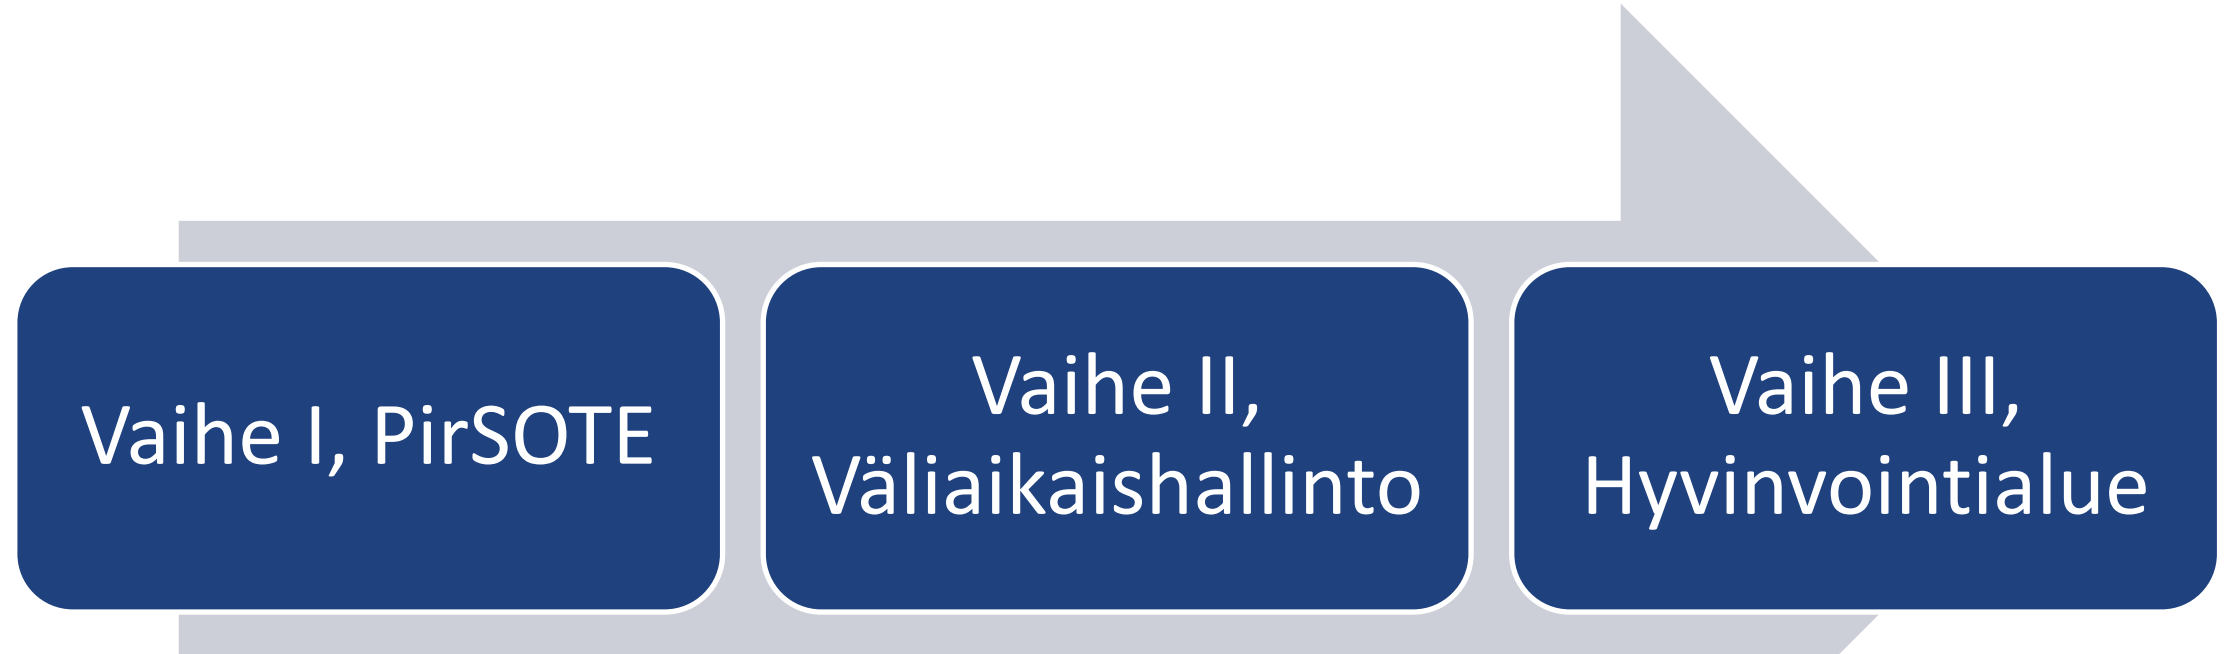 Vaihe I, PirSOTE
Vaihe II,
Väliaikaishallinto
Vaihe III,
Hyvinvointialue